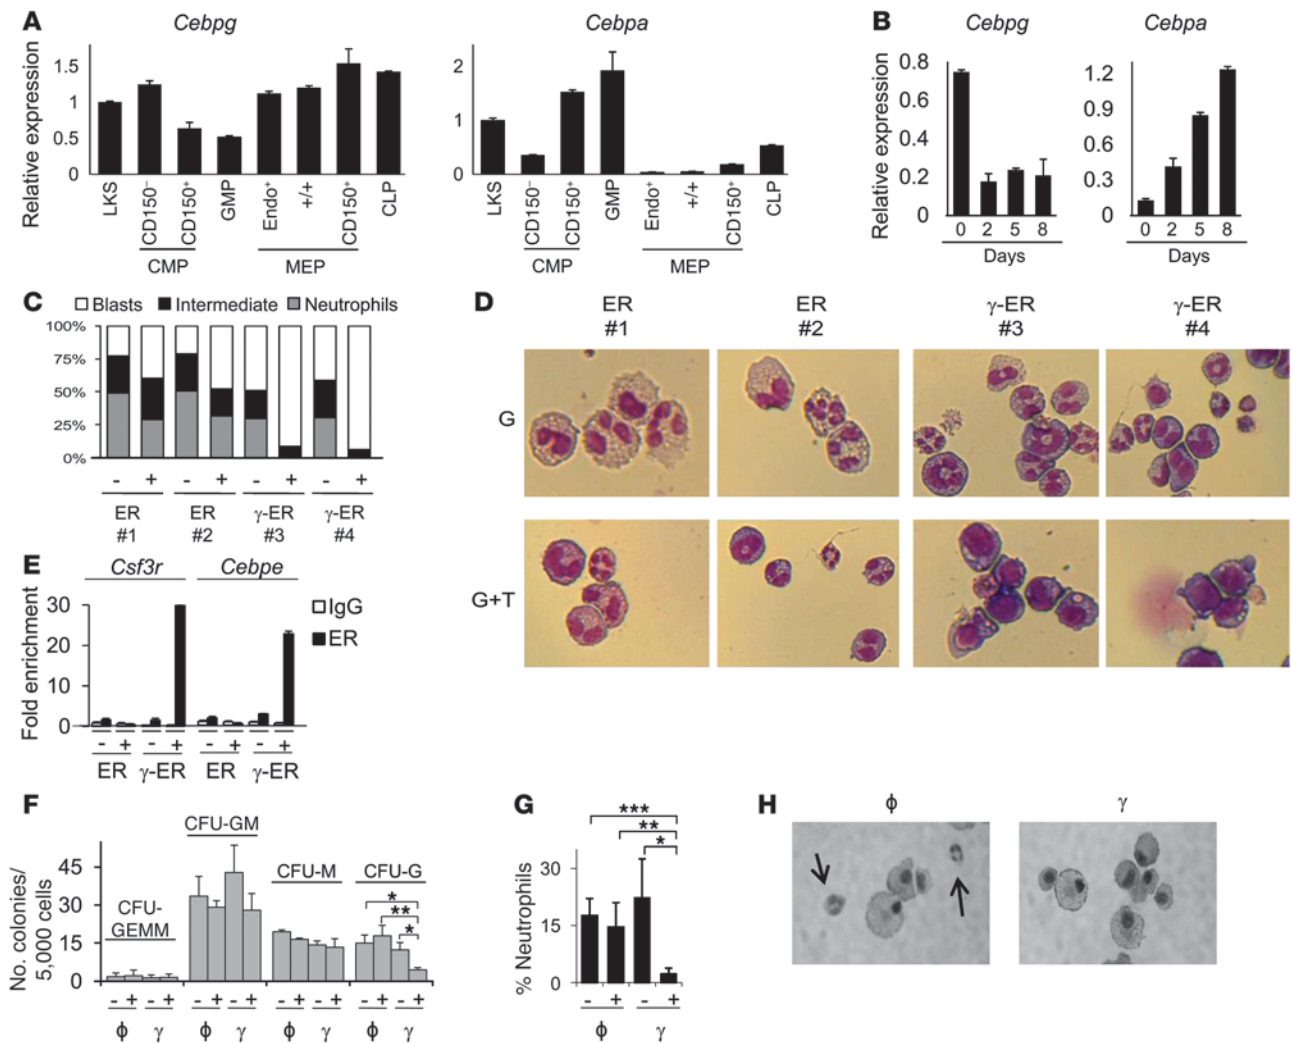 A
Cebpg
Cebpa
Relative expression
1.5
1
0.5
0
LKS
CD150⁻
CD150⁺
GMP
Endo⁺
+/+
CD150⁺
CLP
CMP
MEP
2
1
0
LKS
CD150⁻
CD150⁺
GMP
Endo⁺
+/+
CD150⁺
CLP
CMP
MEP
B
Cebpg
Cebpa
Relative expression
0.8
0.6
0.4
0.2
0
0 2 5 8
Days
1.2
0.9
0.6
0.3
0
0 2 5 8
Days
C
Blasts Intermediate Neutrophils
100%
75%
50%
25%
0%
- + - + - + - +
ER ER γ-ER γ-ER
#1 #2 #3 #4
D
ER ER γ-ER γ-ER
#1 #2 #3 #4
G
G+T
E
Csf3r Cebpe
IgG
ER
Fold enrichment
30
20
10
0
- + - + - + - +
ER γ-ER ER γ-ER
F
No. colonies/
5,000 cells
45
30
15
0
CFU-
GEMM
CFU-GM
CFU-M
CFU-G
*
**
*
- + - + - + - + - + - + - + - +
ϕ γ ϕ γ ϕ γ ϕ γ
G
***
**
*
% Neutrophils
30
15
0
- + - +
ϕ γ
H
ϕ γ